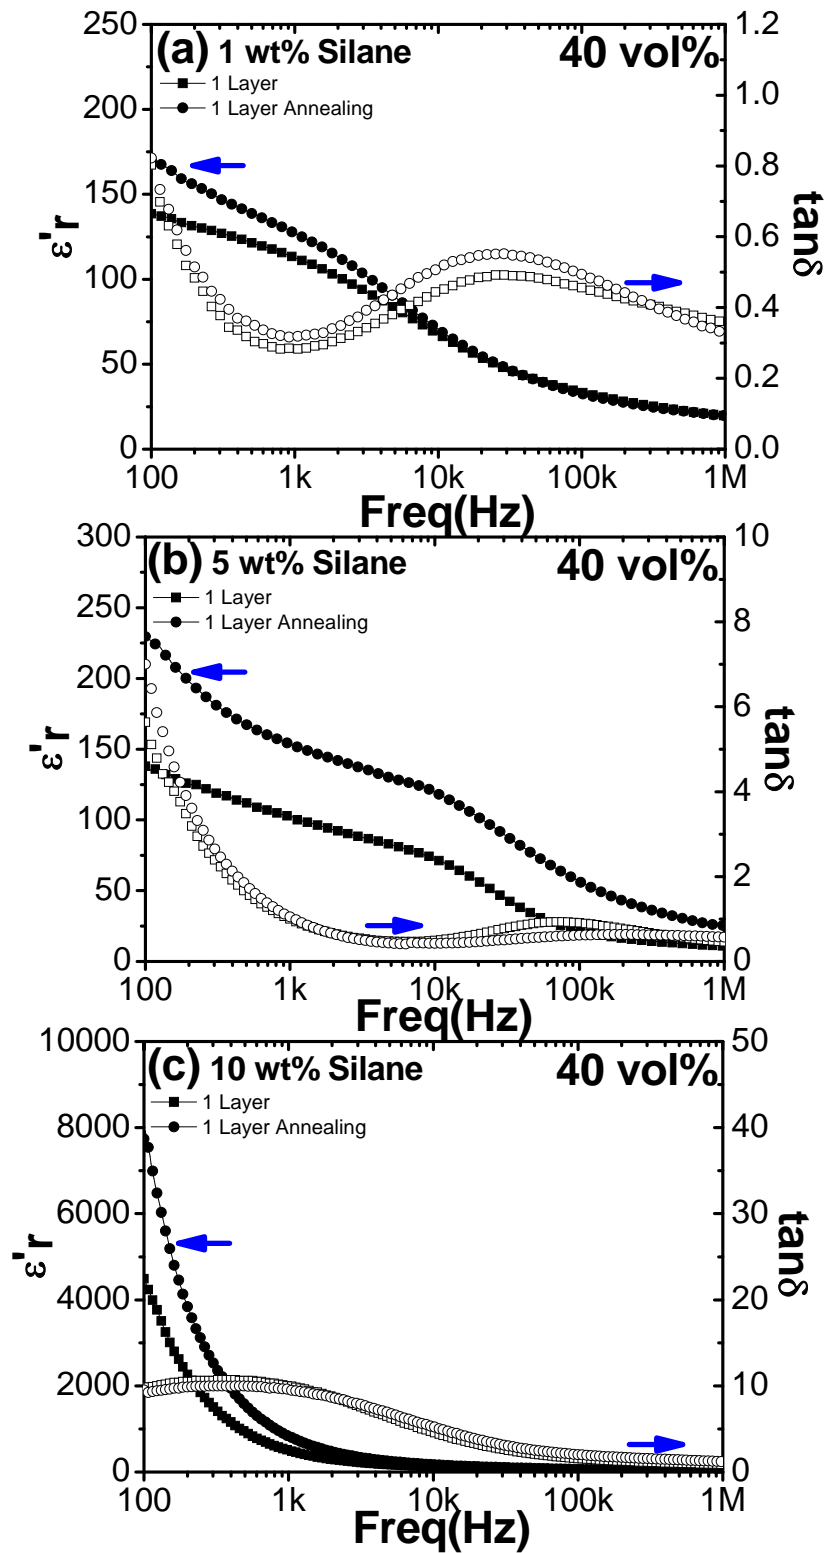 (a) 1 wt% Silane 40 vol%
1 Layer
1 Layer Annealing
250
200
150
100
50
0
ε'r
1.2
1.0
0.8
0.6
0.4
0.2
0.0
tanδ
100 1k 10k 100k 1M
Freq(Hz)
(b) 5 wt% Silane 40 vol%
1 Layer
1 Layer Annealing
300
250
200
150
100
50
0
ε'r
10
8
6
4
2
0
tanδ
100 1k 10k 100k 1M
Freq(Hz)
(c) 10 wt% Silane 40 vol%
1 Layer
1 Layer Annealing
10000
8000
6000
4000
2000
0
ε'r
50
40
30
20
10
0
tanδ
100 1k 10k 100k 1M
Freq(Hz)